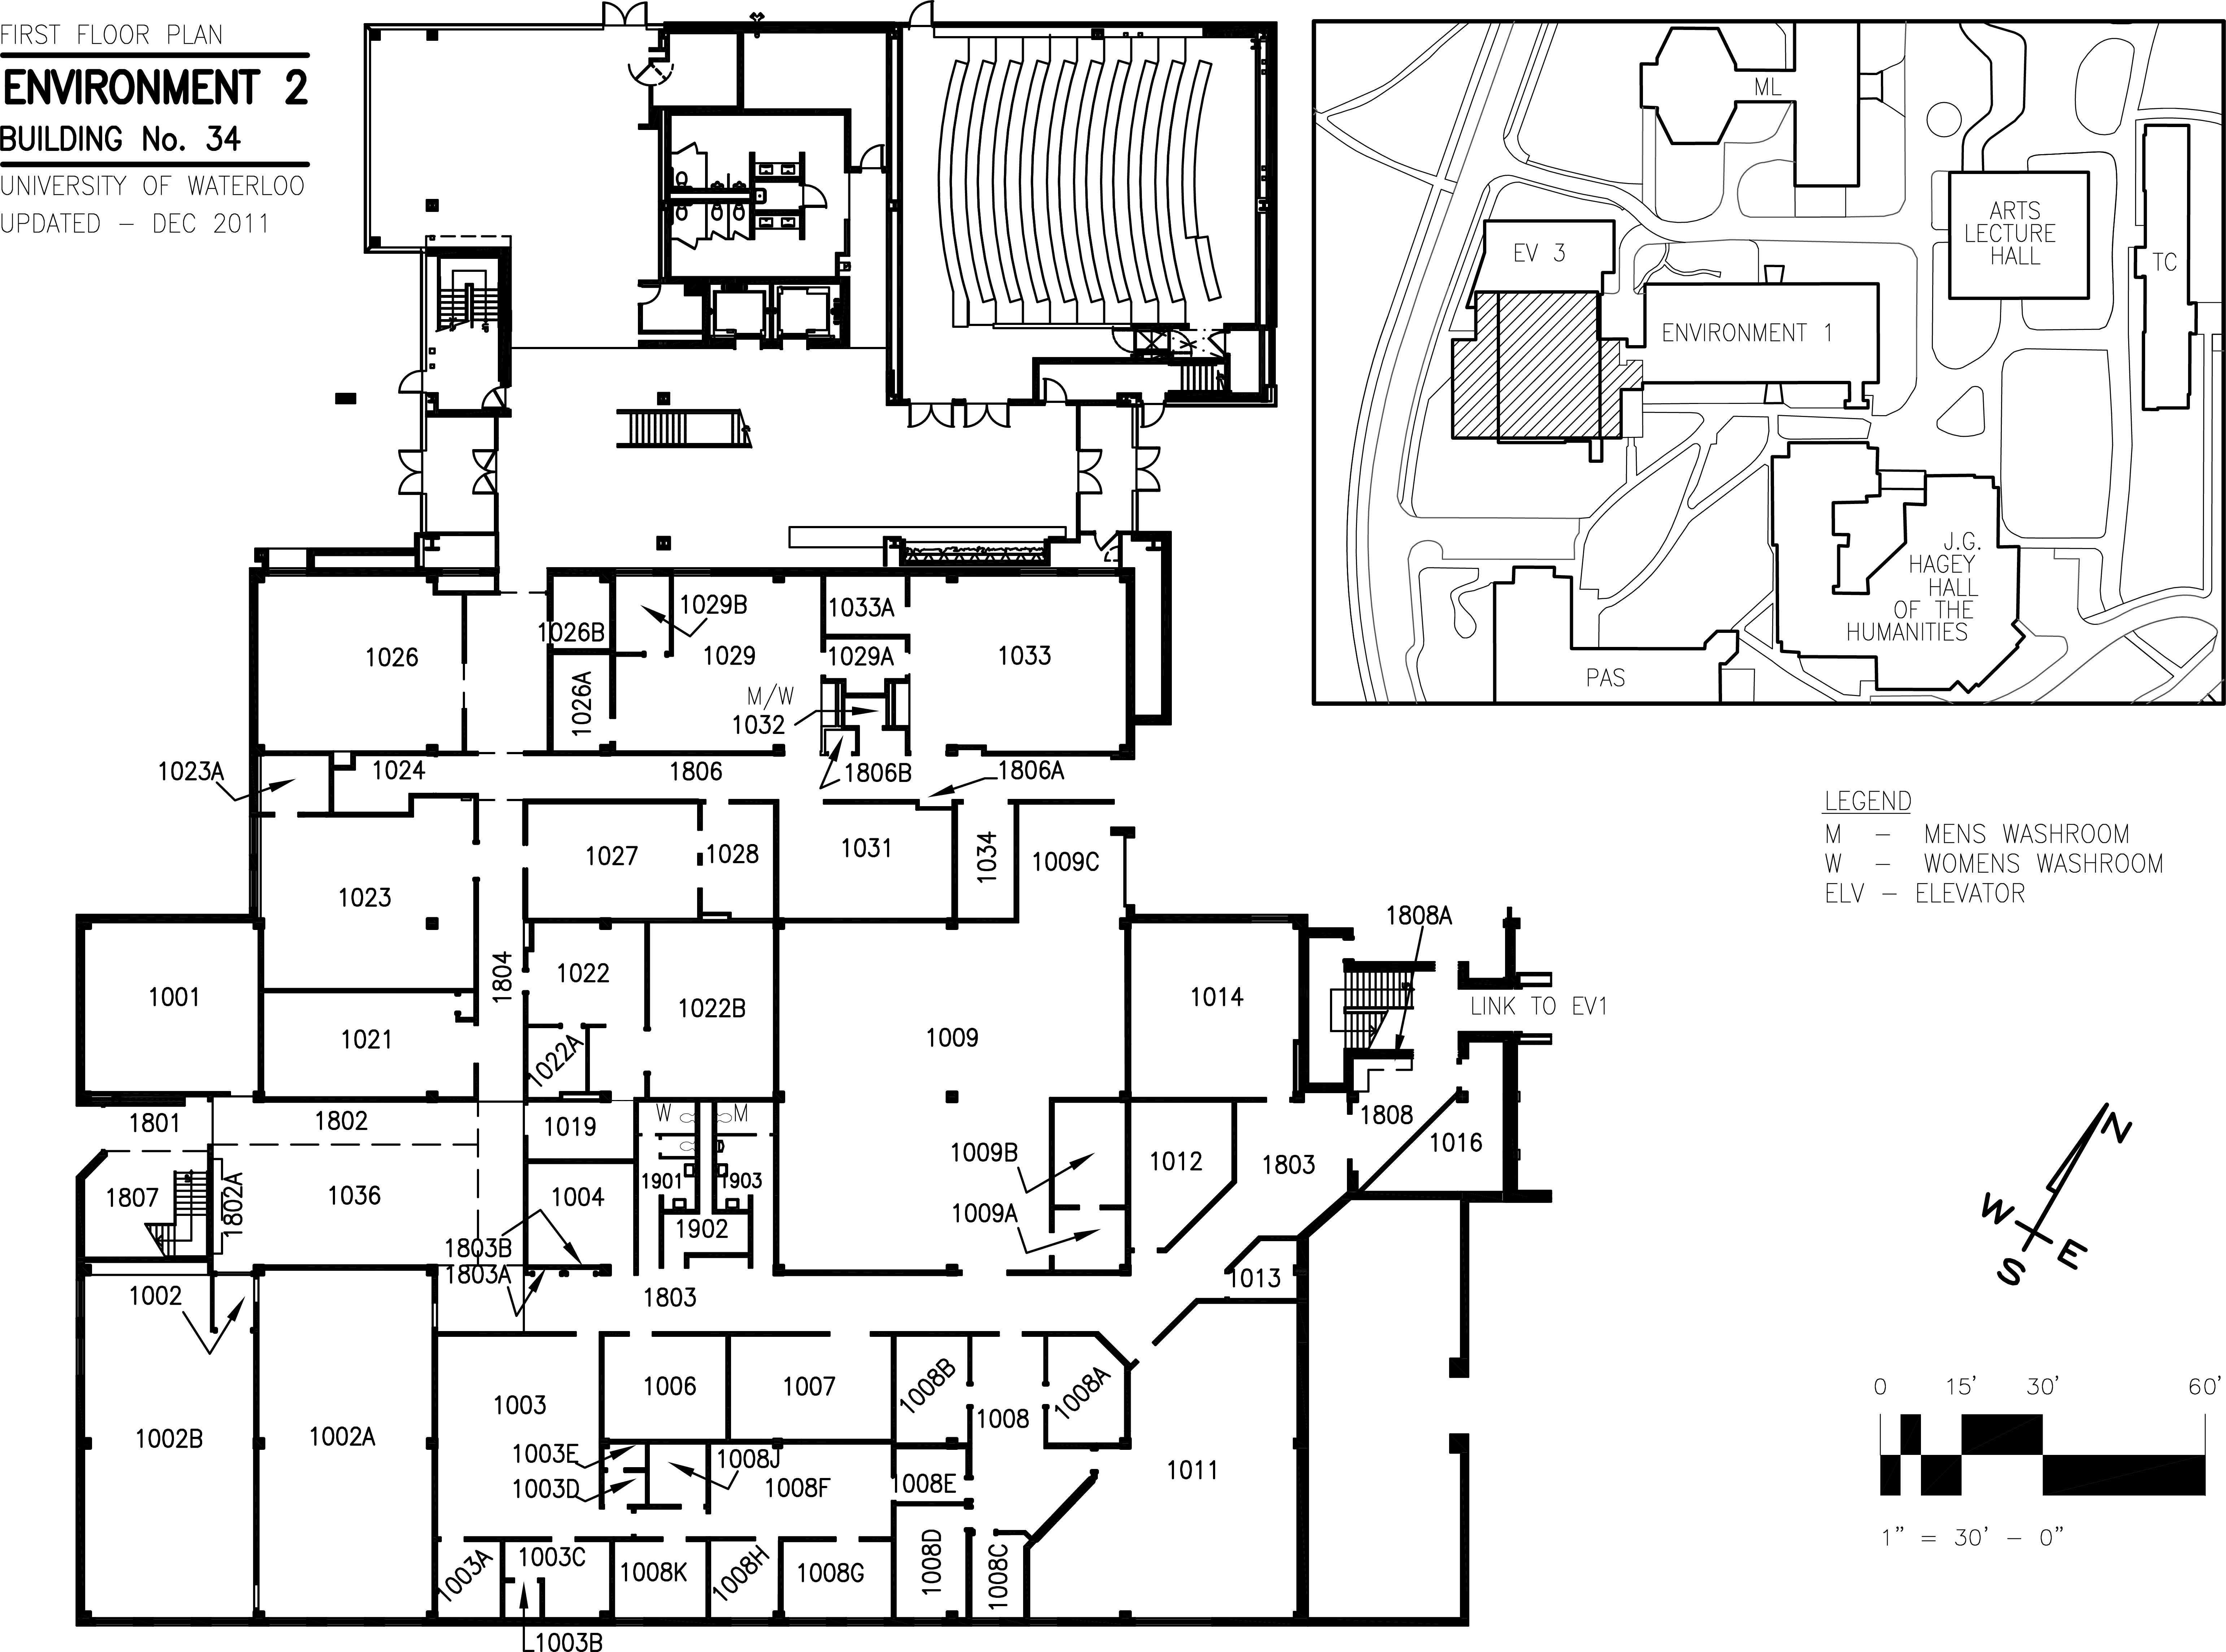 FIRST FLOOR PLAN
ENVIRONMENT 2
BUILDING No. 34
UNIVERSITY OF WATERLOO
UPDATED – DEC 2011
ML
ARTS
LECTURE
HALL
EV 3
TC
ENVIRONMENT 1
J.G.
HAGEY
HALL
OF THE
HUMANITIES
PAS
1029B
1033A
1026B
1026
1029
1029A
1033
1026A
M/W
1032
1023A
1024
1806
1806B
1806A
1027
1028
1031
1034
1009C
1023
1808A
1001
1804
1022
1022B
1014
LINK TO EV1
1021
1022A
1009
1801
1802
1019
W
M
1808
1016
1009B
1012
1803
1807
1802A
1036
1004
1901
1903
1009A
1902
1803B
1803A
1013
1002
1803
1002B
1002A
1003
1006
1007
1008B
1008
1008A
1003E
1008J
1011
1003D
1008F
1008E
1003A
1003C
1008K
1008H
1008G
1008D
1008C
1003B
LEGEND
M – MENS WASHROOM
W – WOMENS WASHROOM
ELV – ELEVATOR
N
W
E
S
0 15' 30' 60'
1" = 30' – 0"